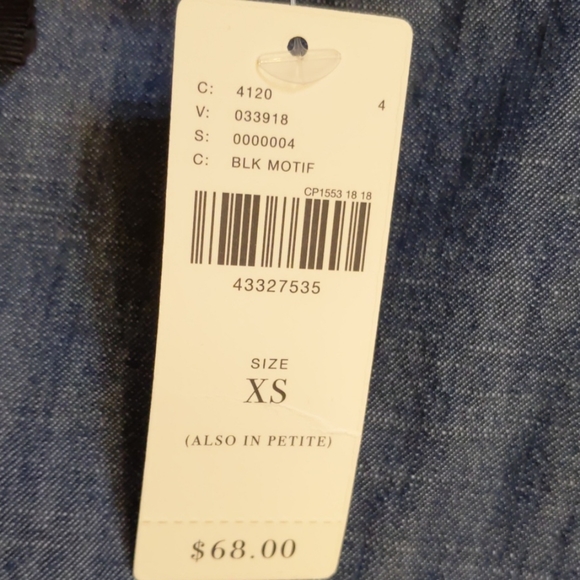 C: 4120 4
V: 033918
S: 0000004
C: BLK MOTIF
CP1553 18 18
43327535
SIZE
XS
(ALSO IN PETITE)
$68.00